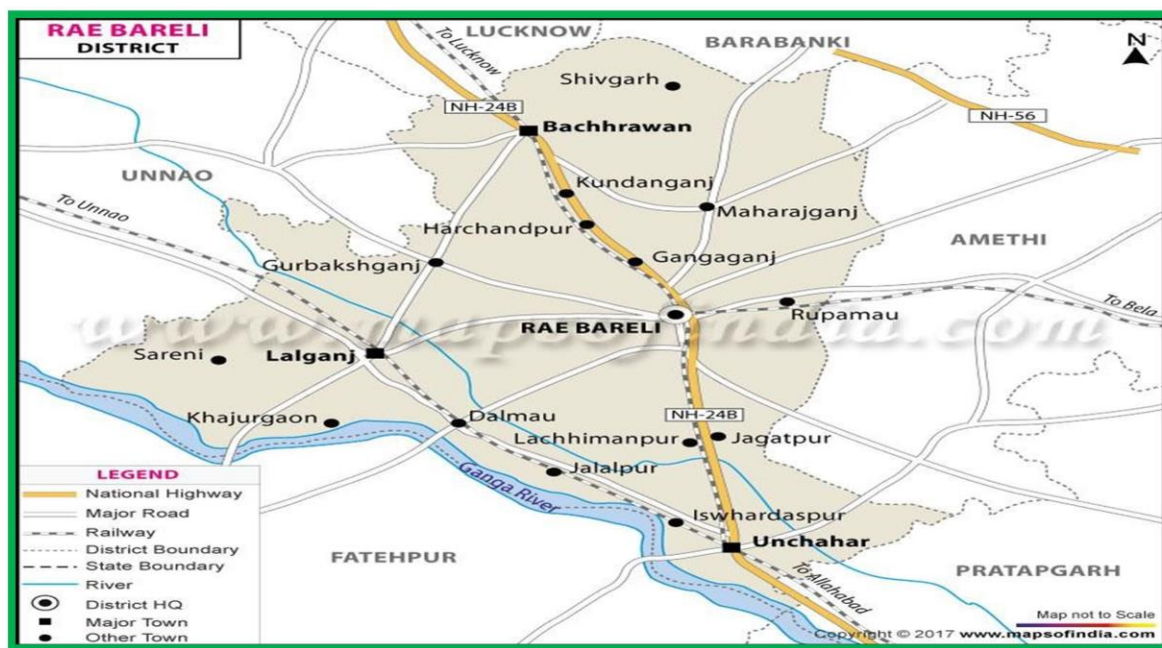 RAE BARELI
DISTRICT
To Lucknow
LUCKNOW
BARABANKI
N
Shivgarh
NH-24B
Bachhrawan
NH-56
UNNAO
Kundanganj
To Unnao
Harchandpur
Maharajganj
AMETHI
Gurbakshganj
Gangaganj
To Bela
RAE BARELI
Rupamau
www.mapsofindia.com
Sareni
Lalganj
Khajurgaon
Dalmau
NH-24B
Lachhimanpur
Jagatpur
Jalalpur
Ganga River
Iswhardaspur
Unchahar
FATEHPUR
To Allahabad
PRATAPGARH
LEGEND
National Highway
Major Road
Railway
District Boundary
State Boundary
River
District HQ
Major Town
Other Town
Map not to Scale
Copyright © 2017 www.mapsofindia.com